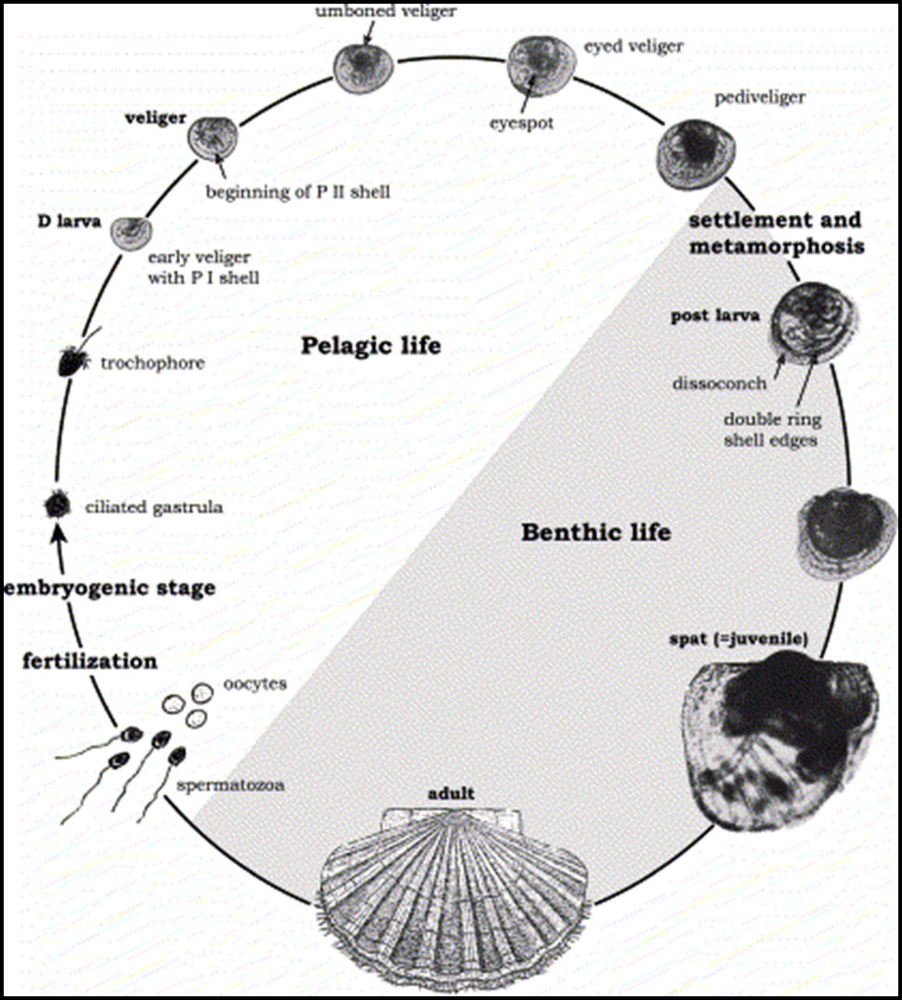 umboned veliger
eyed veliger
eyespot
pediveliger
veliger
beginning of P II shell
D larva
early veliger
with P I shell
settlement and
metamorphosis
post larva
dissoconch
double ring
shell edges
Pelagic life
trochophore
ciliated gastrula
Benthic life
embryogenic stage
fertilization
oocytes
spermatozoa
spat (=juvenile)
adult